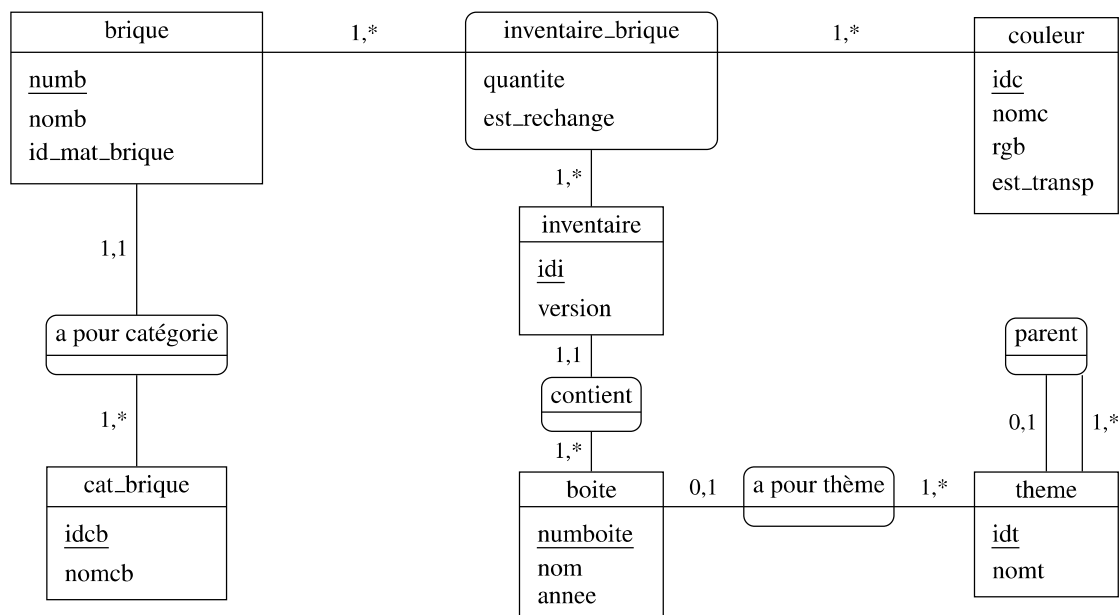 brique
1,*
inventaire_brique
1,*
couleur
numb
nomb
id_mat_brique
quantite
est_rechange
idc
nomc
rgb
est_transp
1,*
inventaire
idi
version
1,1
a pour catégorie
1,*
parent
0,1
1,*
1,1
contient
1,*
cat_brique
idcb
nomcb
boite
numboite
nom
annee
0,1
a pour thème
1,*
theme
idt
nomt